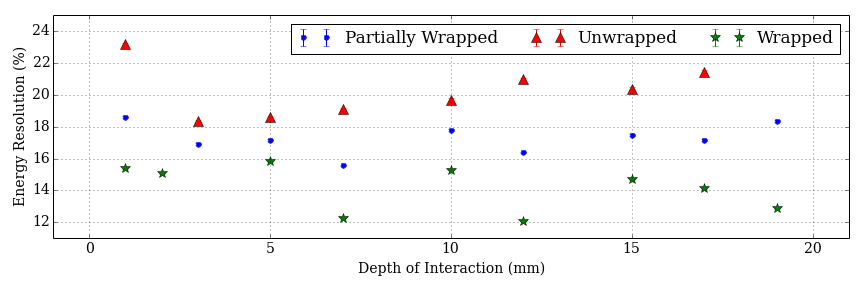 Partially Wrapped Unwrapped Wrapped
Energy Resolution (%)
24
22
20
18
16
14
12
0 5 10 15 20
Depth of Interaction (mm)